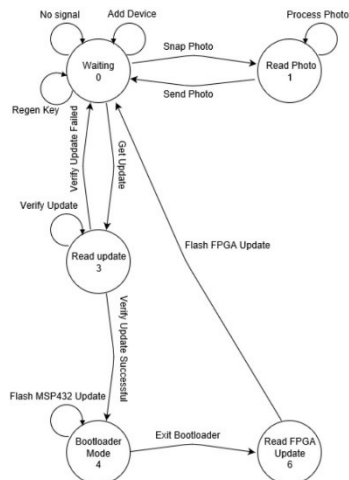 No signal
Add Device
Process Photo
Snap Photo
Waiting
0
Read Photo
1
Send Photo
Regen Key
Verify Update Failed
Get Update
Verify Update
Flash FPGA Update
Read update
3
Verify Update Successful
Flash MSP432 Update
Exit Bootloader
Bootloader
Mode
4
Read FPGA
Update
6